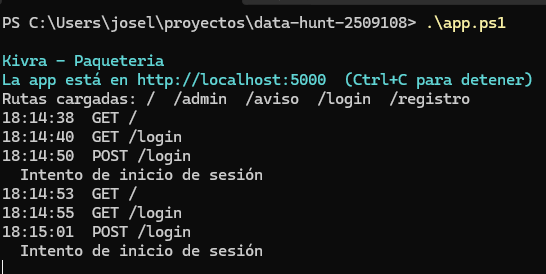 PS C:\Users\josel\proyectos\data-hunt-2509108> .\app.ps1
Kivra - Paqueteria
La app está en http://localhost:5000  (Ctrl+C para detener)
Rutas cargadas: /  /admin  /aviso  /login  /registro
18:14:38  GET /
18:14:40  GET /login
18:14:50  POST /login
  Intento de inicio de sesión
18:14:53  GET /
18:14:55  GET /login
18:15:01  POST /login
  Intento de inicio de sesión